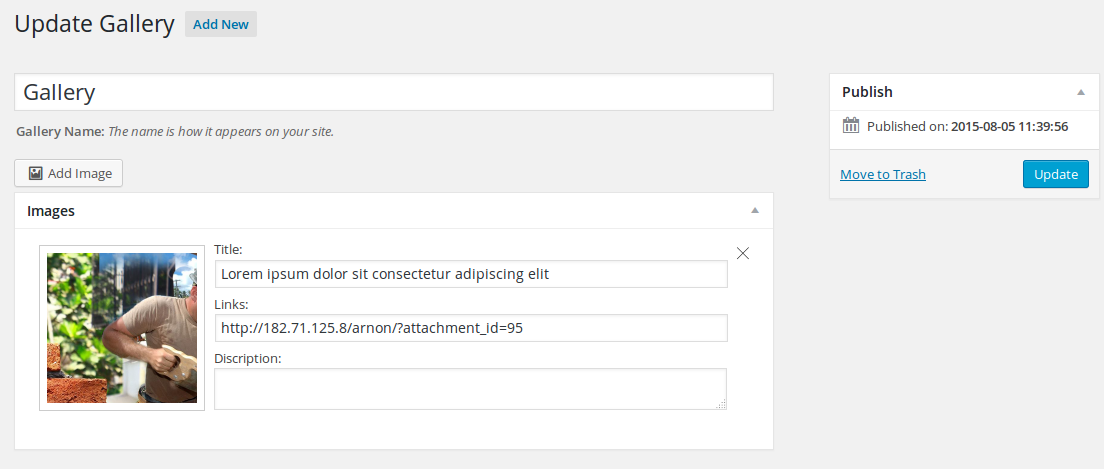 Update Gallery Add New
Gallery
Gallery Name: The name is how it appears on your site.
Add Image
Images
Title:
Lorem ipsum dolor sit consectetur adipiscing elit
Links:
http://182.71.125.8/arnon/?attachment_id=95
Discription:
Publish
Published on: 2015-08-05 11:39:56
Move to Trash Update